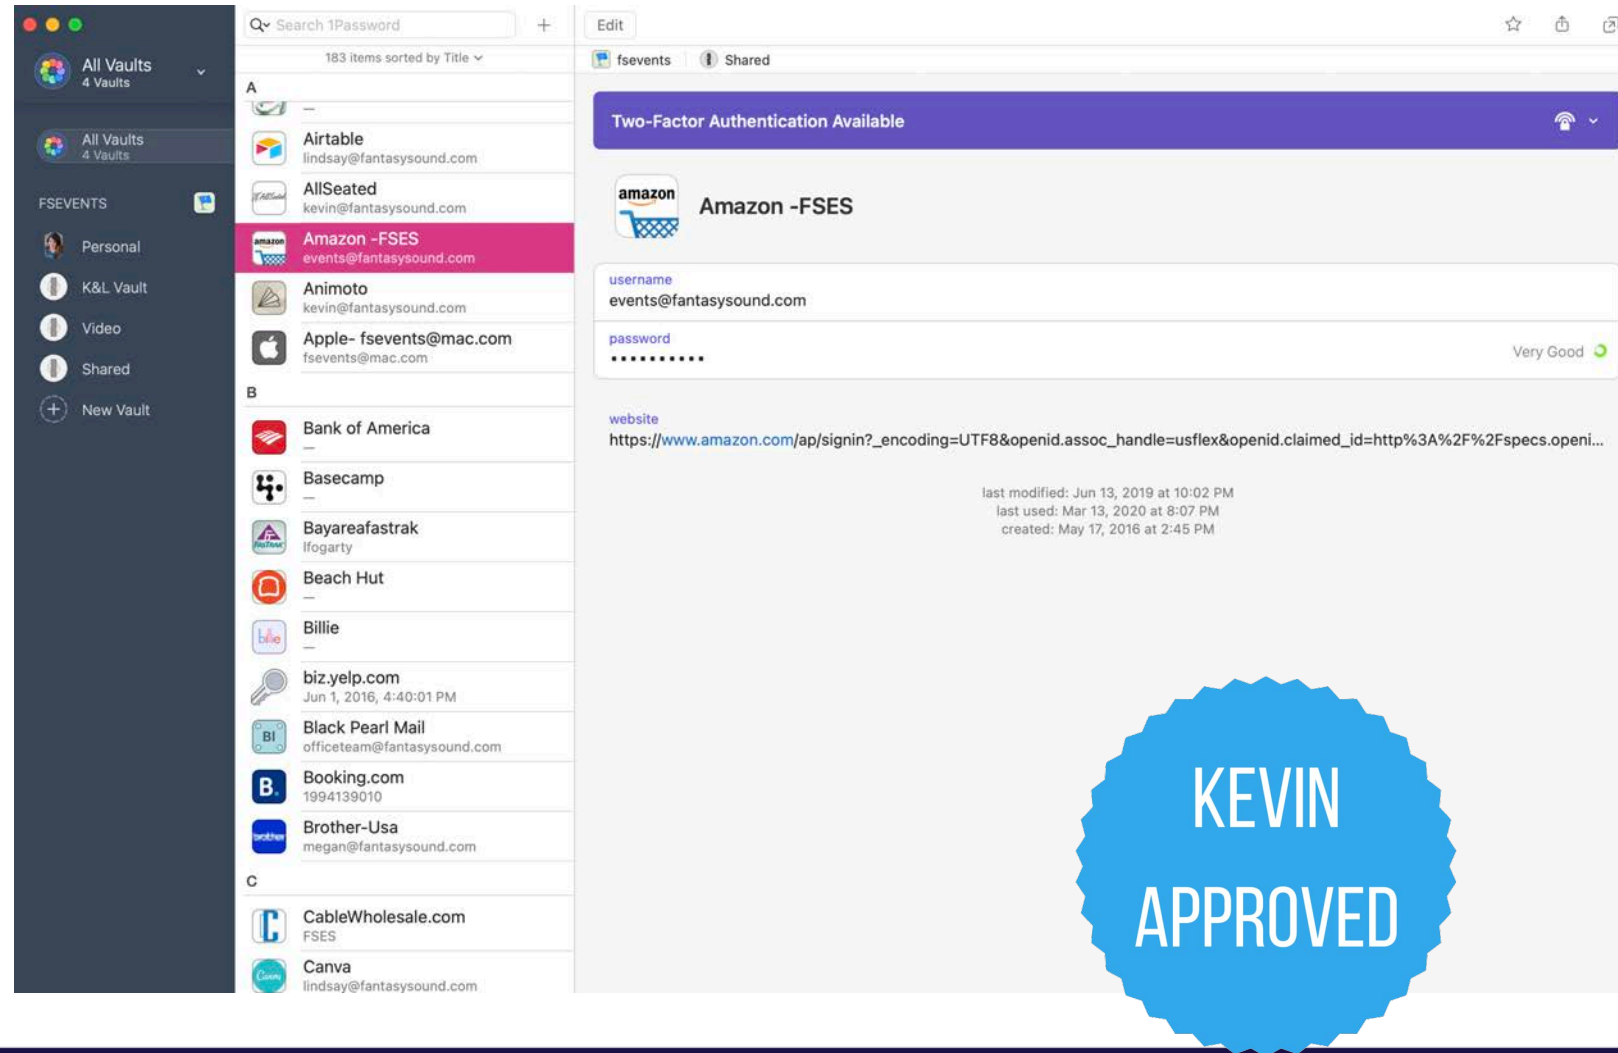 All Vaults
4 Vaults
All Vaults
4 Vaults
FSEVENTS
Personal
K&L Vault
Video
Shared
New Vault
Search 1Password
183 items sorted by Title
A
—
Airtable
lindsay@fantasysound.com
AllSeated
kevin@fantasysound.com
amazon
Amazon -FSES
events@fantasysound.com
Animoto
kevin@fantasysound.com
Apple- fsevents@mac.com
fsevents@mac.com
B
Bank of America
—
Basecamp
—
Bayareafastrak
lfogarty
Beach Hut
—
billie
Billie
—
biz.yelp.com
Jun 1, 2016, 4:40:01 PM
BI
Black Pearl Mail
officeteam@fantasysound.com
B.
Booking.com
1994139010
brother
Brother-Usa
megan@fantasysound.com
C
CableWholesale.com
FSES
Canva
Canva
lindsay@fantasysound.com
Edit
fsevents
Shared
Two-Factor Authentication Available
amazon
Amazon -FSES
username
events@fantasysound.com
password
••••••••••
Very Good
website
https://www.amazon.com/ap/signin?_encoding=UTF8&openid.assoc_handle=usflex&openid.claimed_id=http%3A%2F%2Fspecs.openi...
last modified: Jun 13, 2019 at 10:02 PM
last used: Mar 13, 2020 at 8:07 PM
created: May 17, 2016 at 2:45 PM
KEVIN
APPROVED